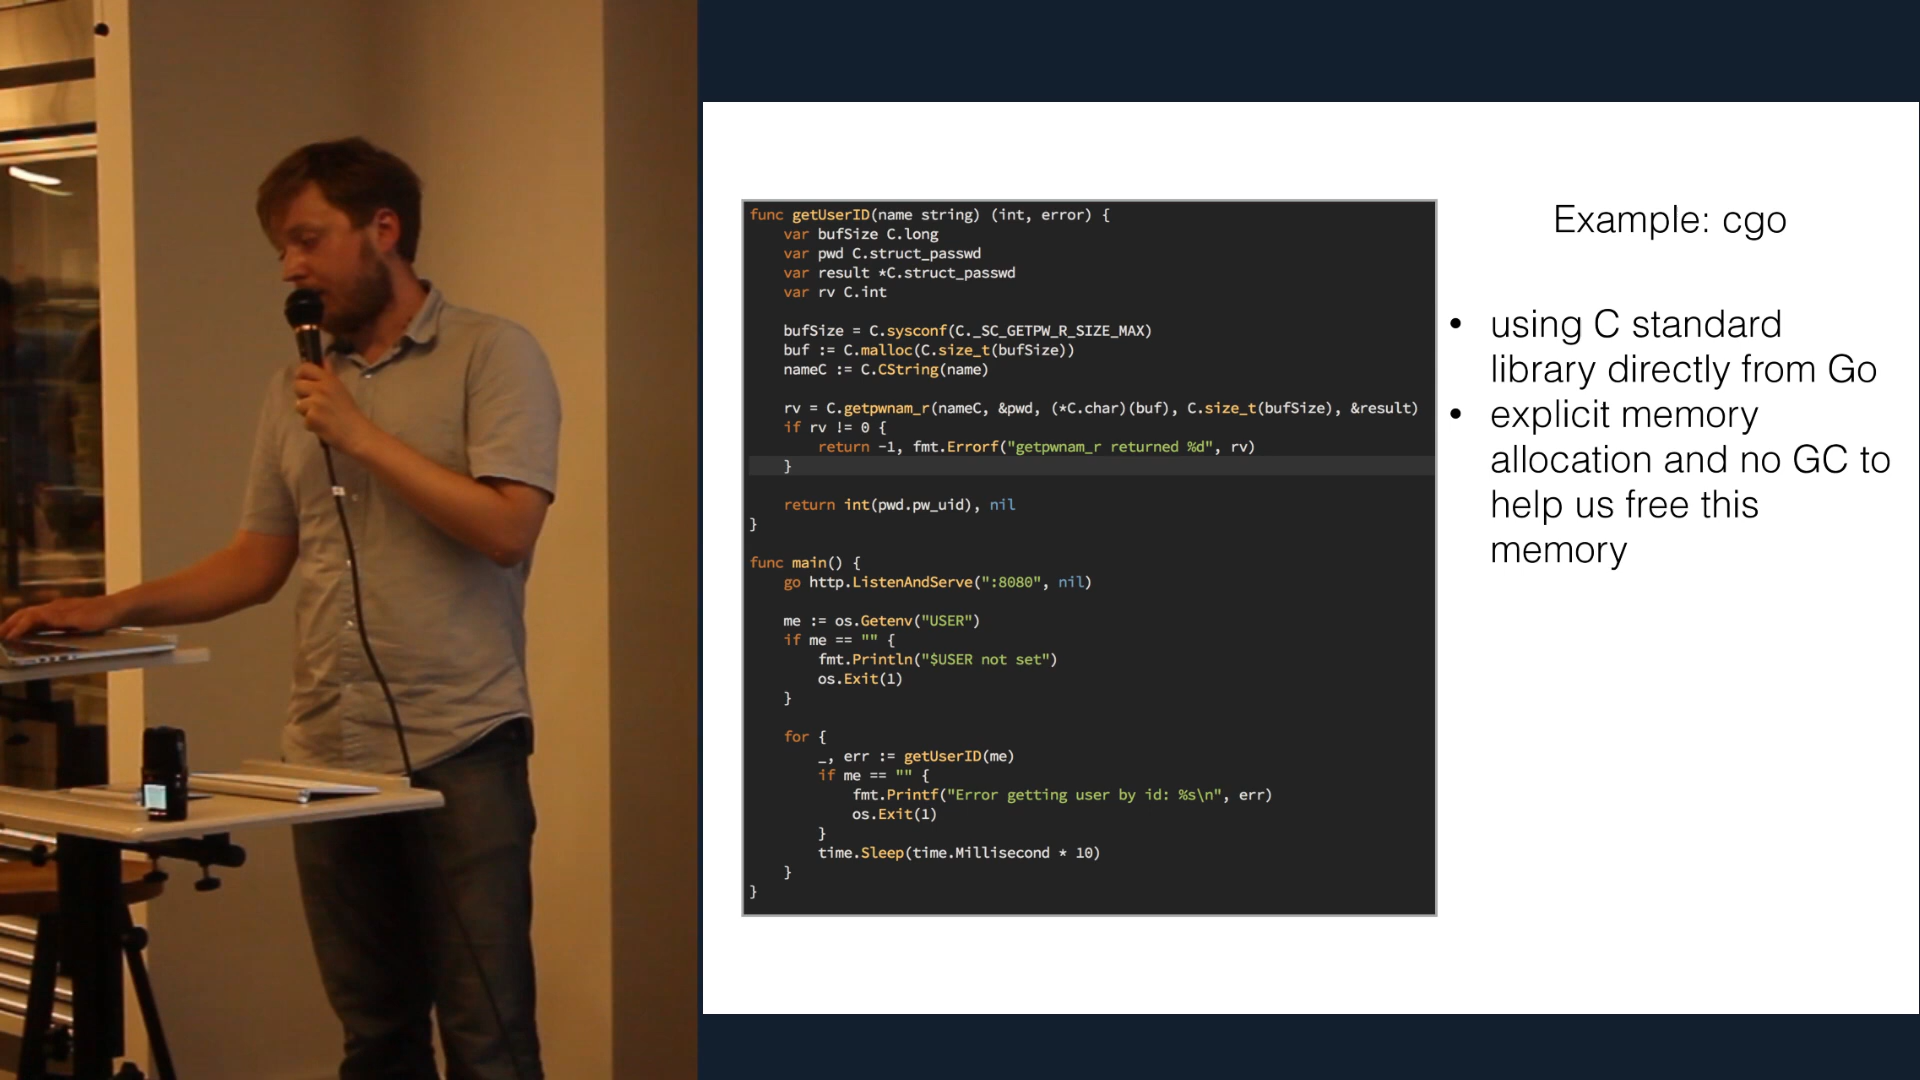 func getUserID(name string) (int, error) {
var bufSize C.long
var pwd C.struct_passwd
var result *C.struct_passwd
var rv C.int
bufSize = C.sysconf(C._SC_GETPW_R_SIZE_MAX)
buf := C.malloc(C.size_t(bufSize))
nameC := C.CString(name)
rv = C.getpwnam_r(nameC, &pwd, (*C.char)(buf), C.size_t(bufSize), &result)
if rv != 0 {
return -1, fmt.Errorf("getpwnam_r returned %d", rv)
}
return int(pwd.pw_uid), nil
}
func main() {
go http.ListenAndServe(":8080", nil)
me := os.Getenv("USER")
if me == "" {
fmt.Println("$USER not set")
os.Exit(1)
}
for {
_, err := getUserID(me)
if me == "" {
fmt.Printf("Error getting user by id: %s\n", err)
os.Exit(1)
}
time.Sleep(time.Millisecond * 10)
}
}
Example: cgo
• using C standard
library directly from Go
• explicit memory
allocation and no GC to
help us free this
memory